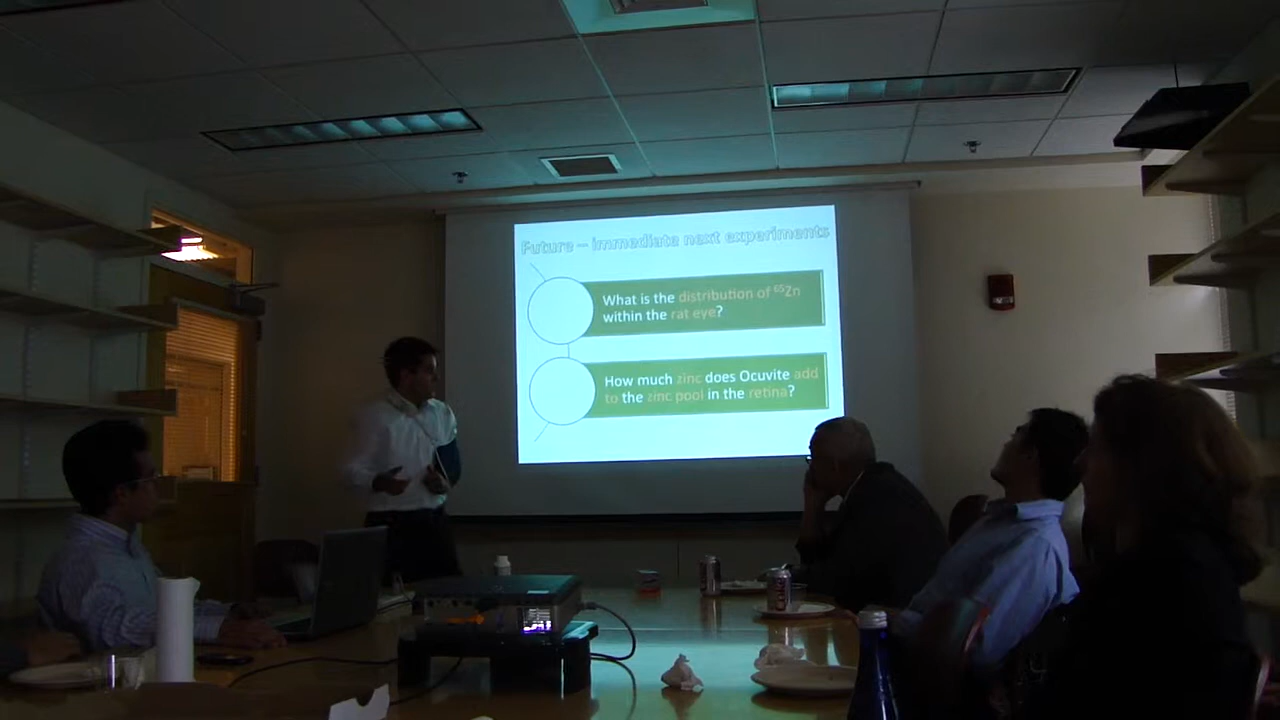 Future – immediate next experiments
What is the distribution of ⁶⁵Zn
within the rat eye?
How much zinc does Ocuvite add
to the zinc pool in the retina?